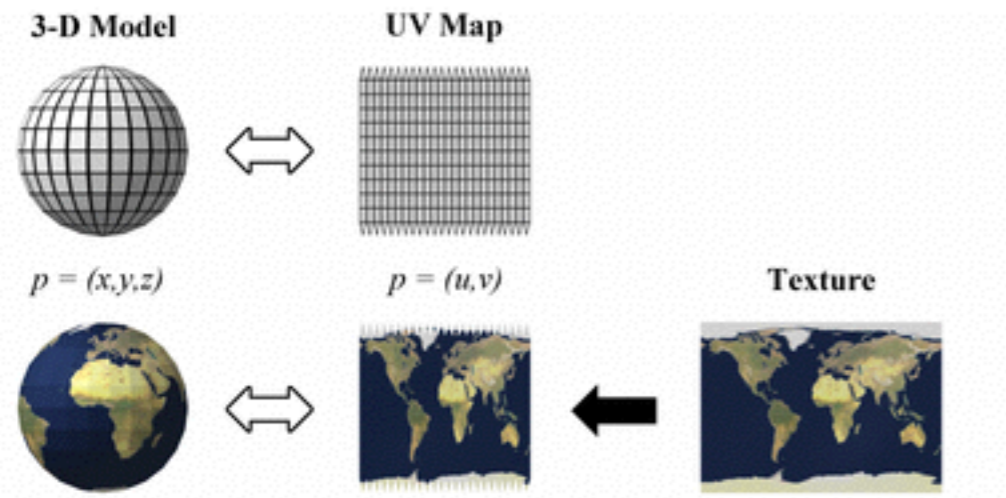 3-D Model
UV Map
p = (x,y,z)
p = (u,v)
Texture